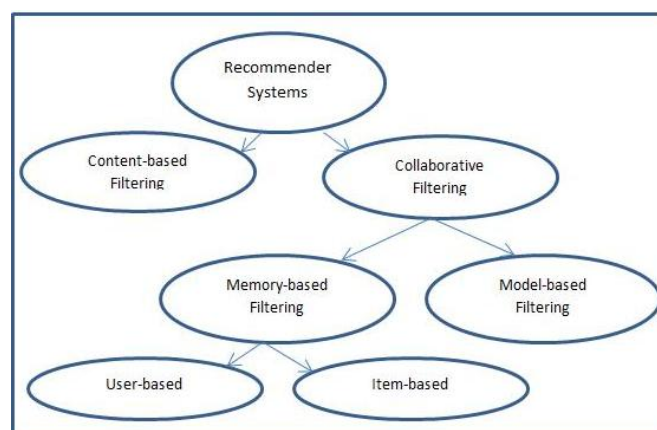 Recommender
Systems
Content-based
Filtering
Collaborative
Filtering
Memory-based
Filtering
Model-based
Filtering
User-based
Item-based